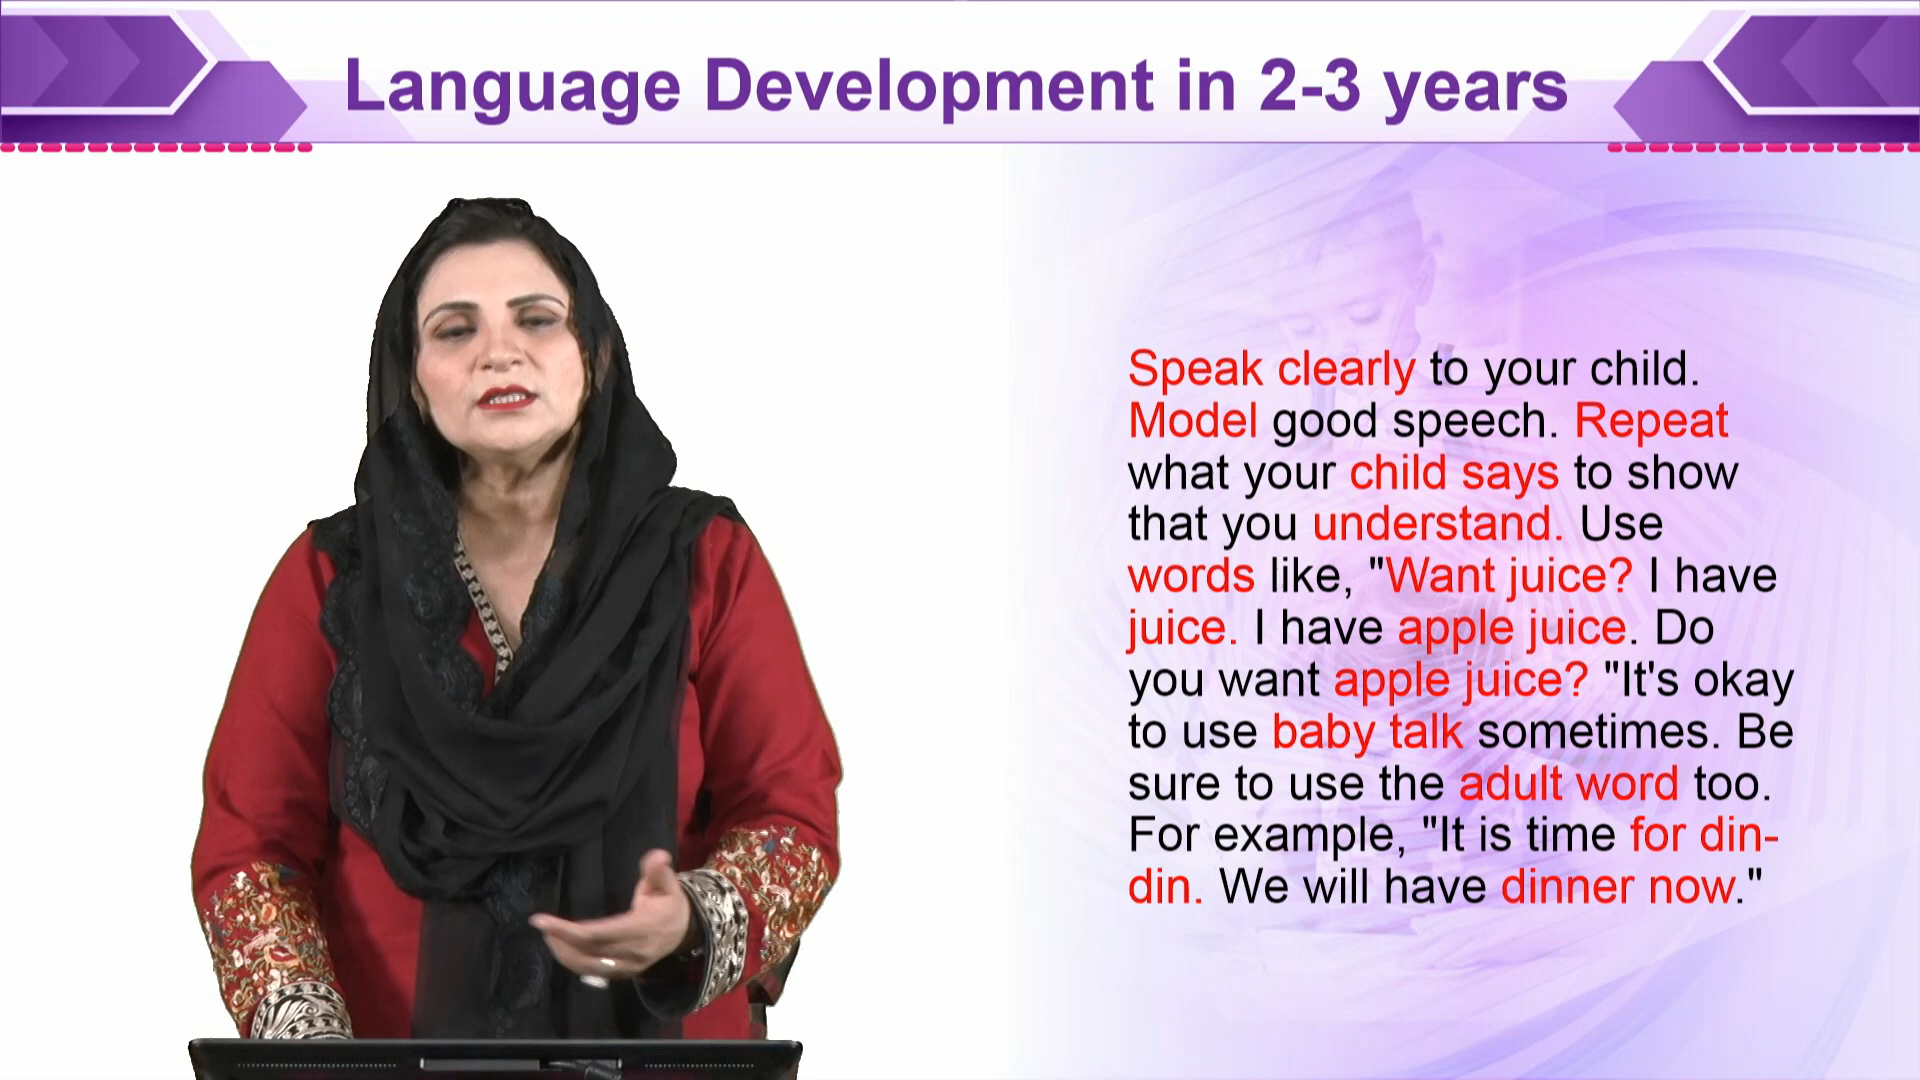 Language Development in 2-3 years
Speak clearly to your child.
Model good speech. Repeat
what your child says to show
that you understand. Use
words like, "Want juice? I have
juice. I have apple juice. Do
you want apple juice? "It's okay
to use baby talk sometimes. Be
sure to use the adult word too.
For example, "It is time for din-
din. We will have dinner now."